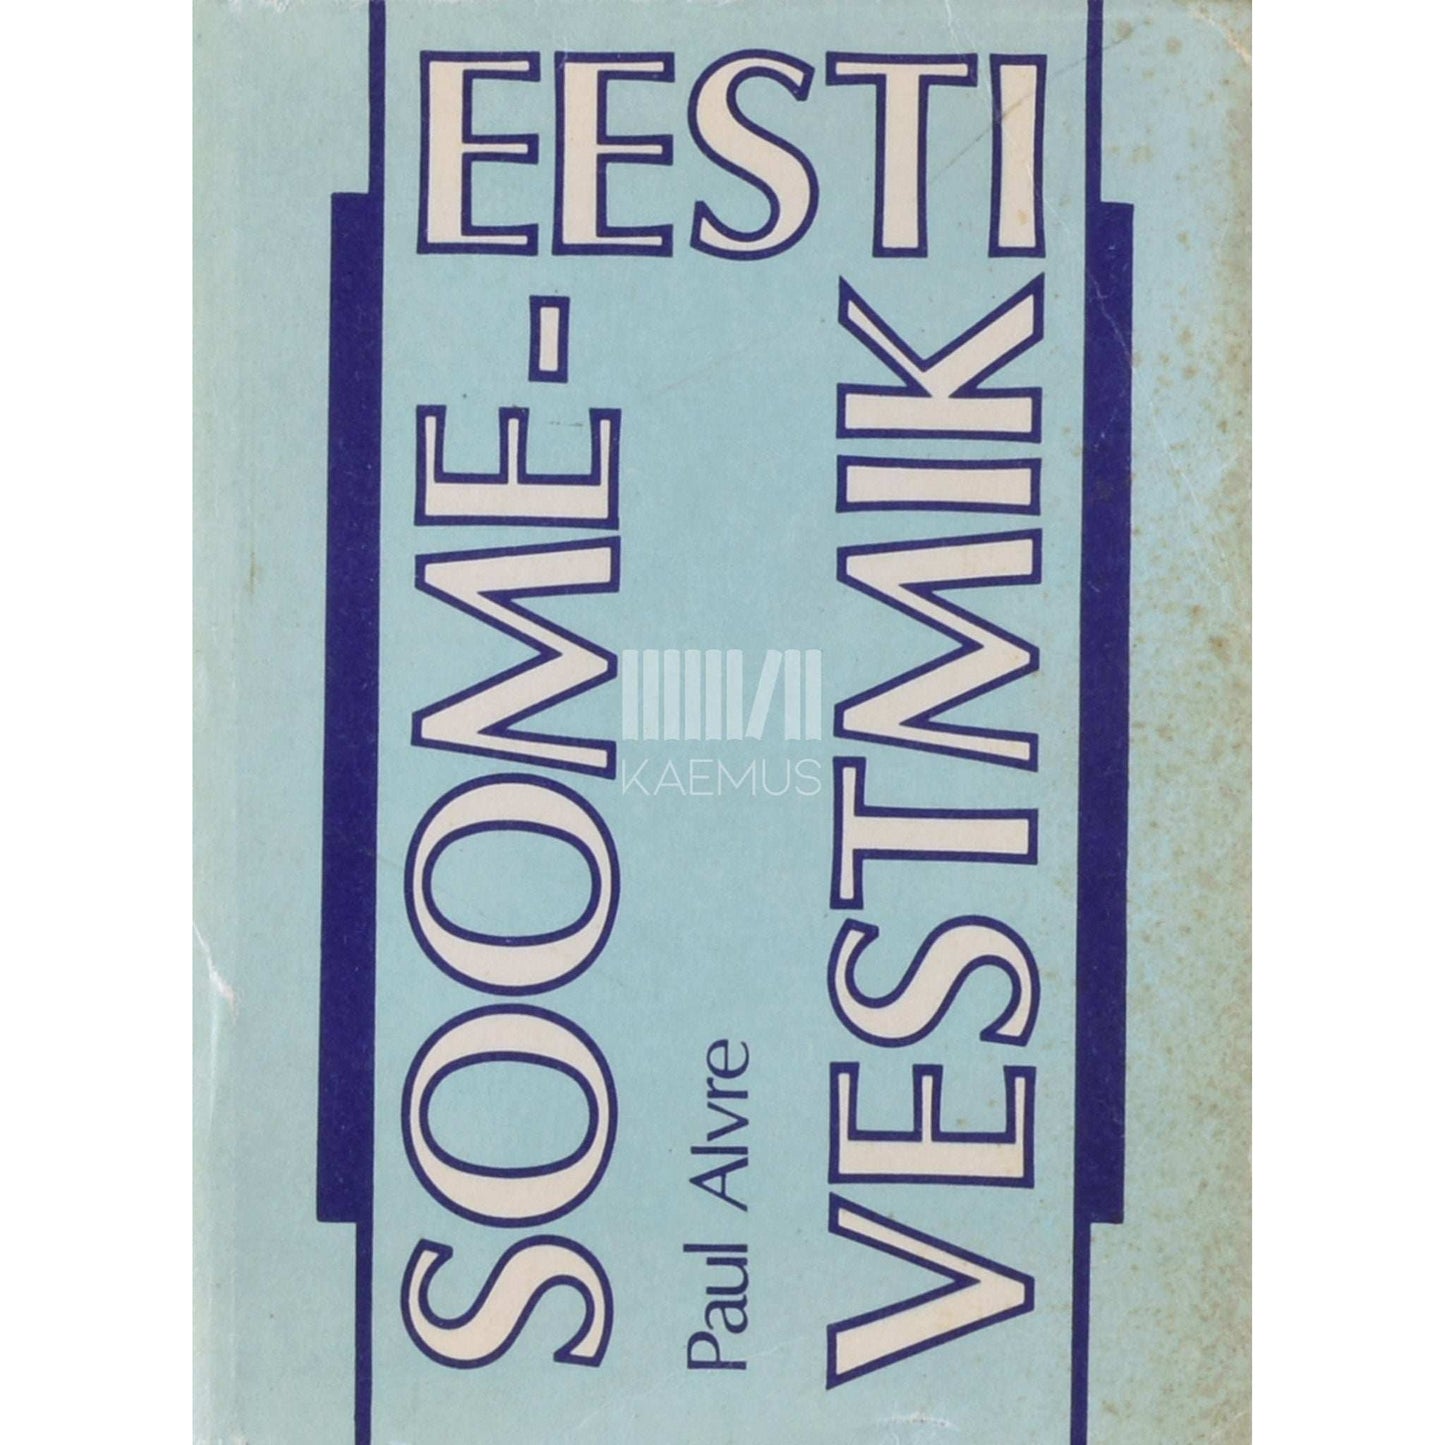 SOOME-
EESTI
Paul Alvre
VESTMIK
KAEMUS